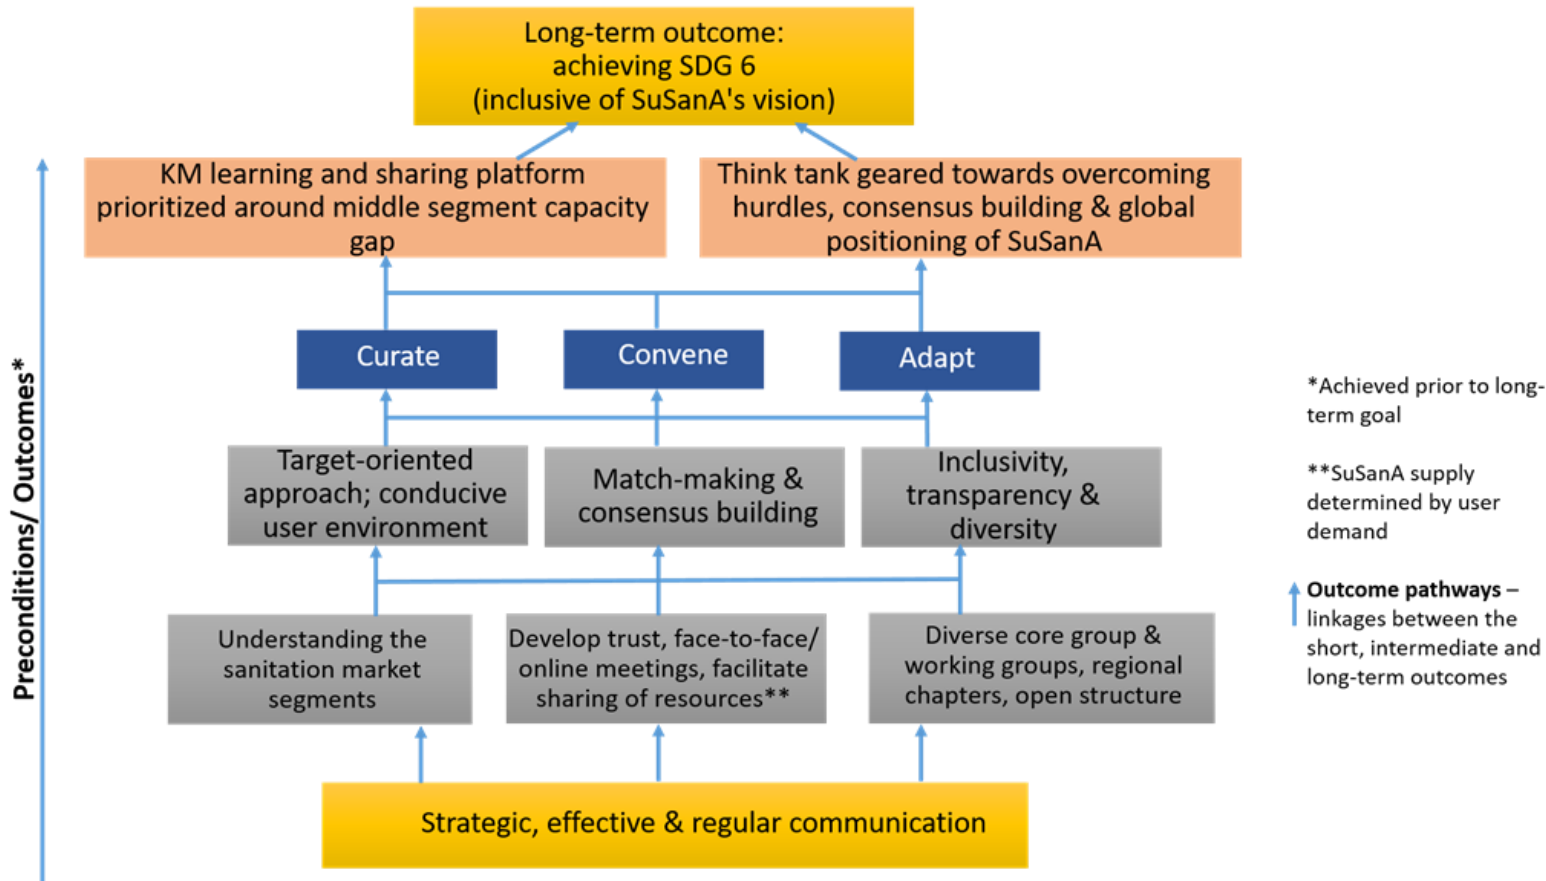 Long-term outcome:
achieving SDG 6
(inclusive of SuSanA's vision)
KM learning and sharing platform
prioritized around middle segment capacity
gap
Think tank geared towards overcoming
hurdles, consensus building & global
positioning of SuSanA
Curate
Convene
Adapt
Target-oriented
approach; conducive
user environment
Match-making &
consensus building
Inclusivity,
transparency &
diversity
Understanding the
sanitation market
segments
Develop trust, face-to-face/
online meetings, facilitate
sharing of resources**
Diverse core group &
working groups, regional
chapters, open structure
Strategic, effective & regular communication
Preconditions/ Outcomes*
*Achieved prior to long-
term goal
**SuSanA supply
determined by user
demand
Outcome pathways –
linkages between the
short, intermediate and
long-term outcomes